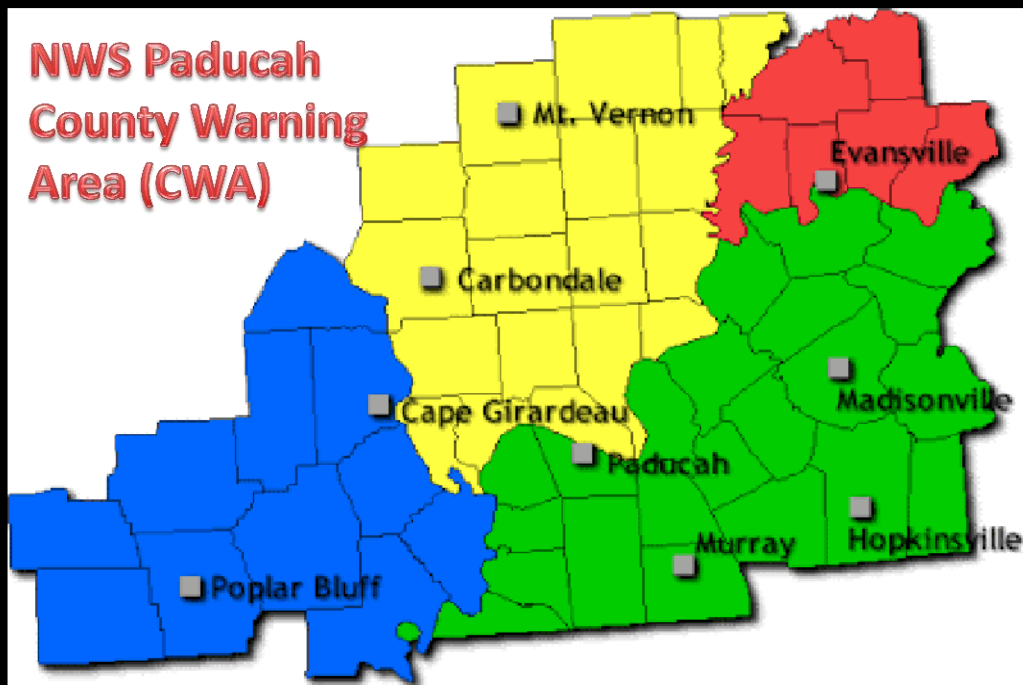 NWS Paducah
County Warning
Area (CWA)
Mt. Vernon
Evansville
Carbondale
Madisonville
Cape Girardeau
Paducah
Hopkinsville
Murray
Poplar Bluff